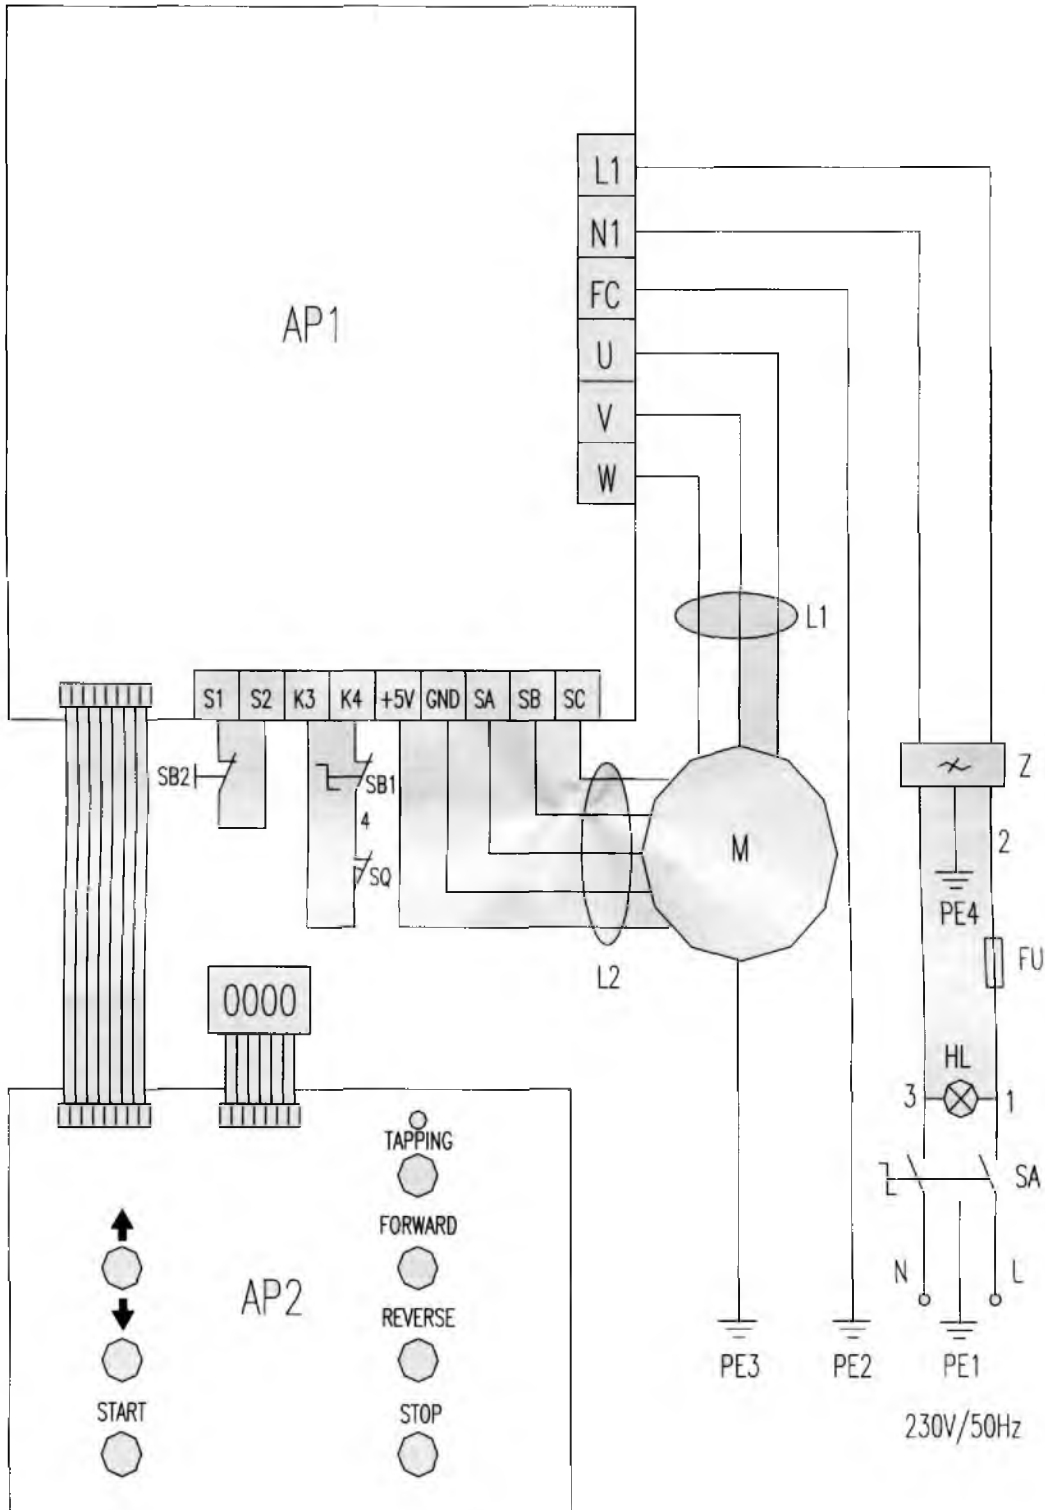 L1
N1
FC
AP1
U
V
W
L1
S1 S2 K3 K4 +5V GND SA SB SC
SB2
SB1
4
SQ
M
Z
2
PE4
L2
FU
0000
HL
3
1
TAPPING
SA
FORWARD
N
L
AP2
REVERSE
PE3
PE2
PE1
START
STOP
230V/50Hz